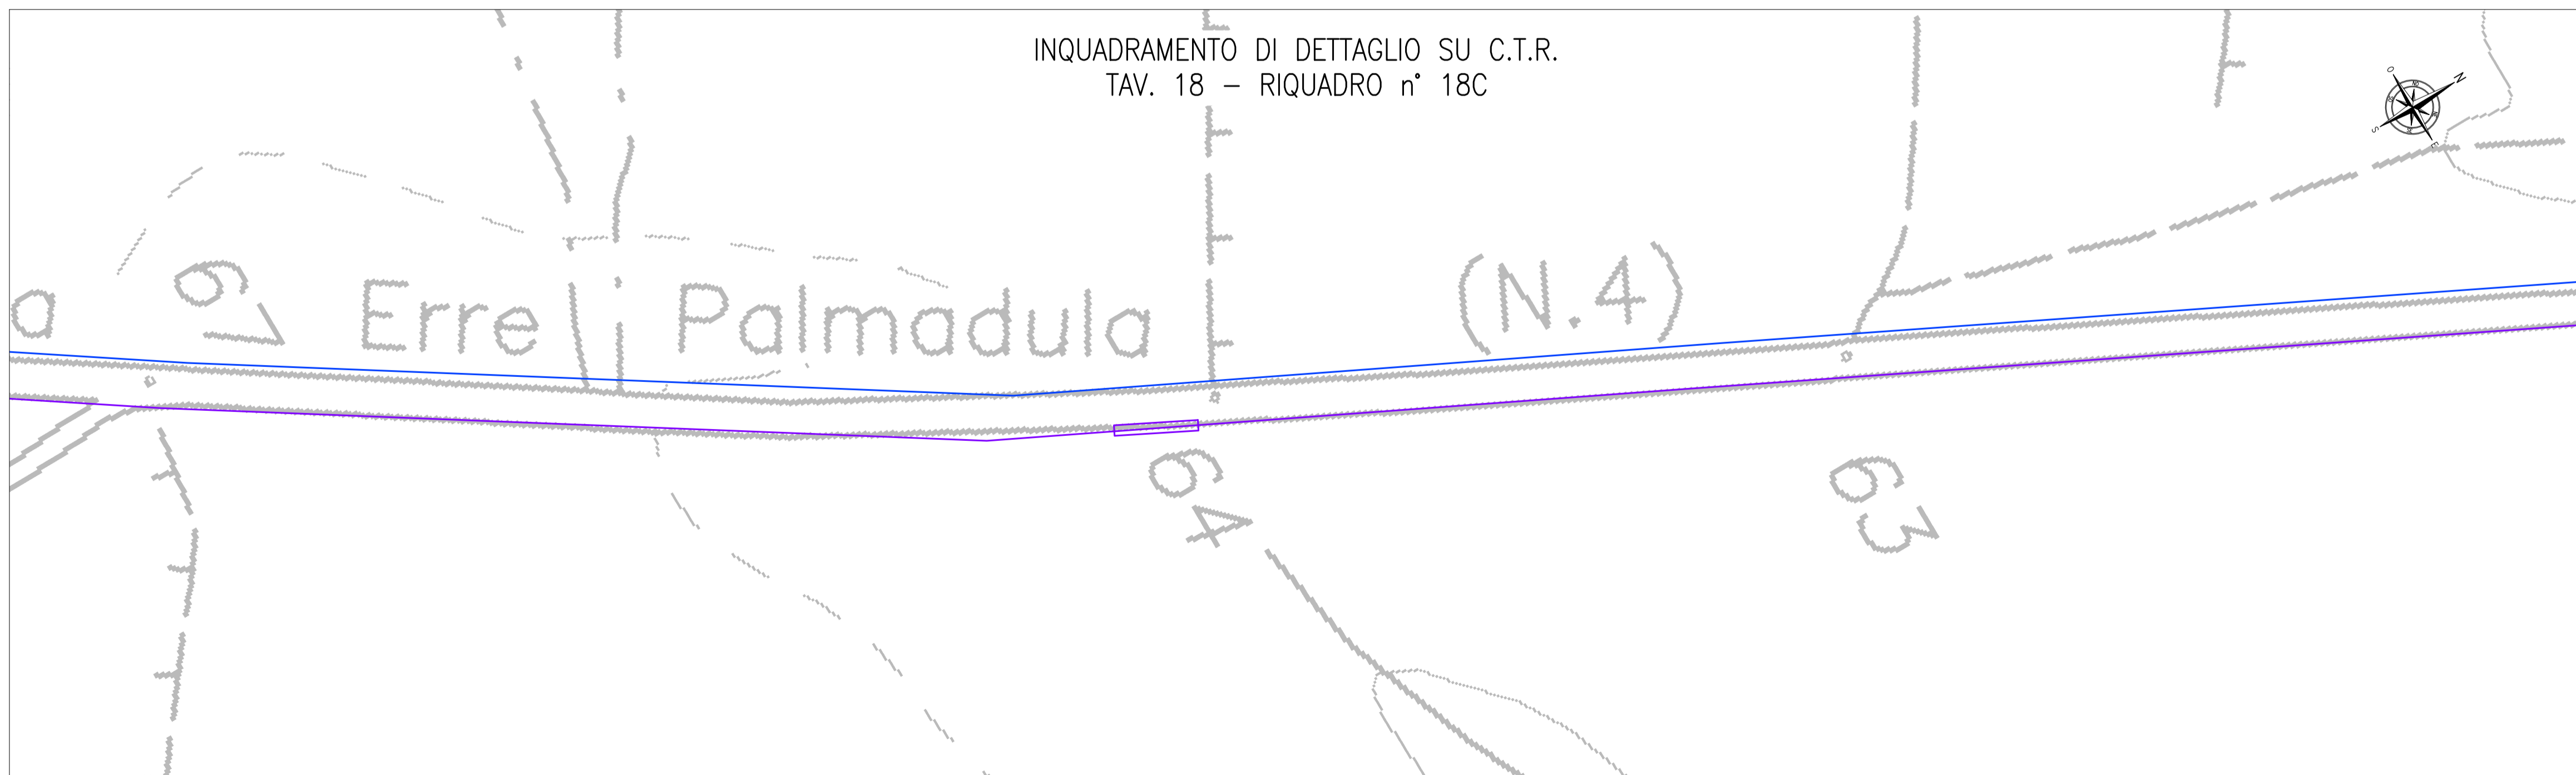 INQUADRAMENTO DI DETTAGLIO SU C.T.R.
TAV. 18 – RIQUADRO n° 18C
O
N
S
E
a
67
Erre Palmadula
(N.4)
64
63